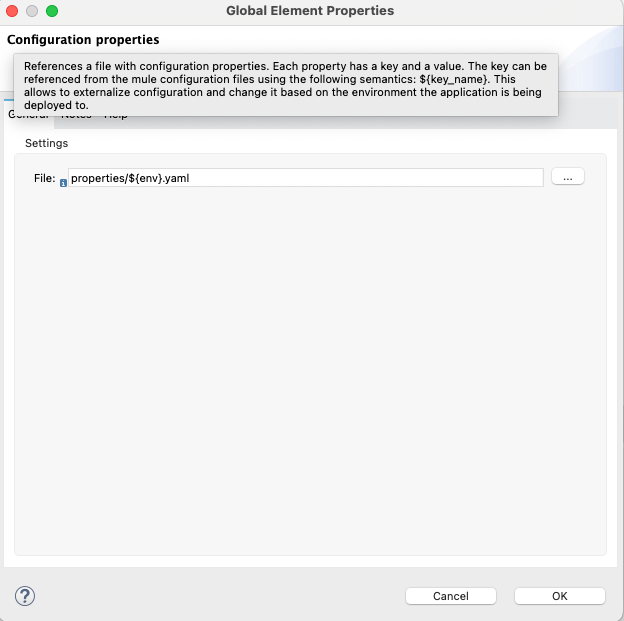 Global Element Properties
Configuration properties
References a file with configuration properties. Each property has a key and a value. The key can be
referenced from the mule configuration files using the following semantics: ${key_name}. This
allows to externalize configuration and change it based on the environment the application is being
deployed to.
General Notes Help
Settings
File: properties/${env}.yaml ...
? Cancel OK